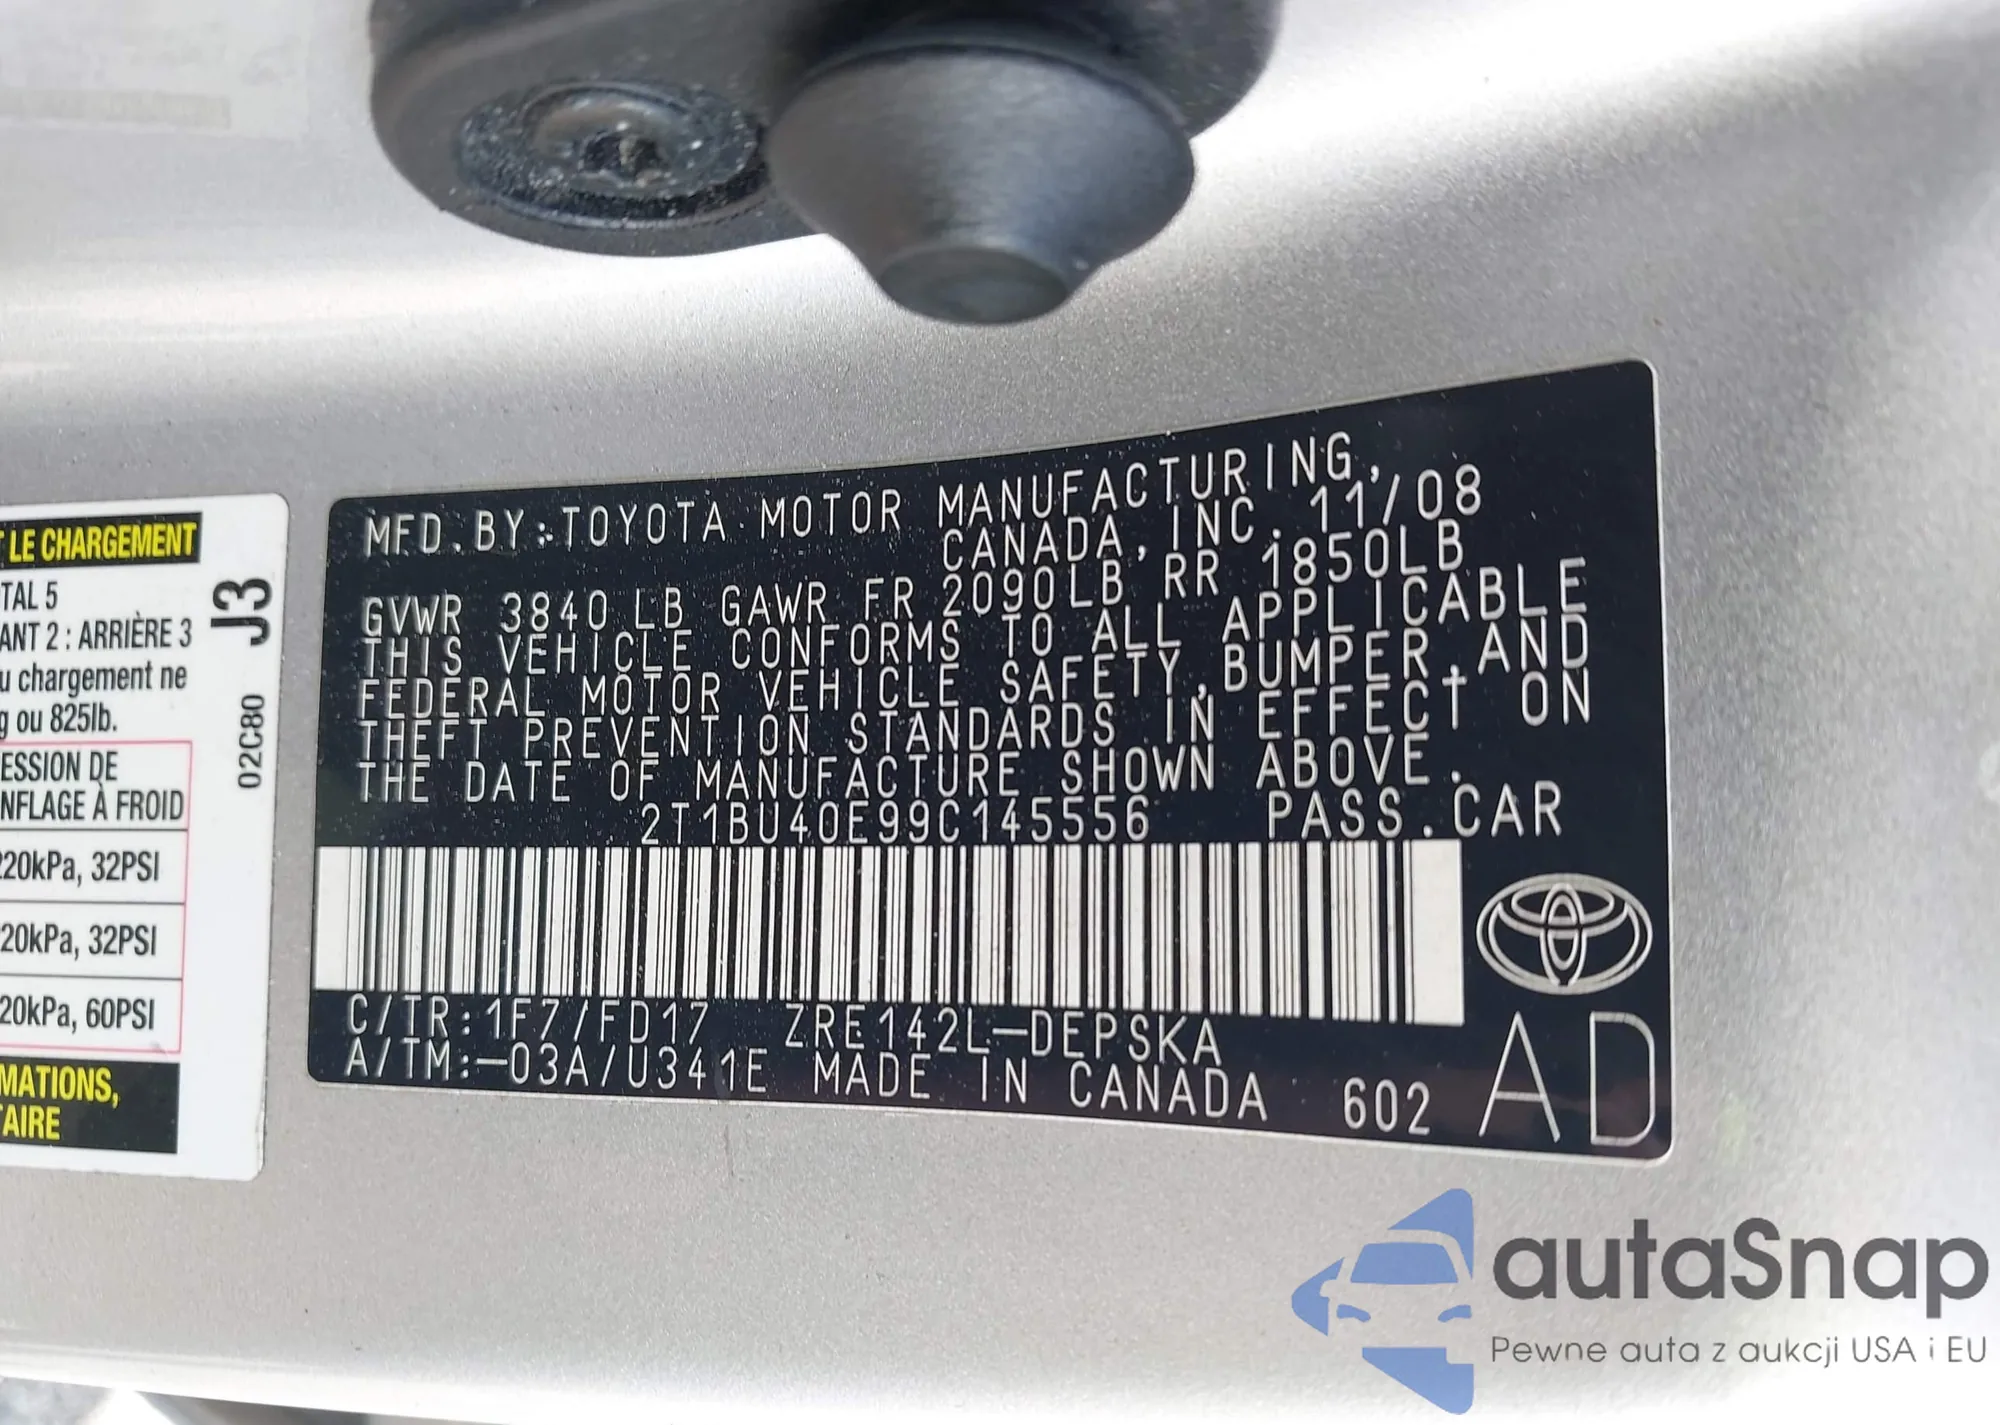 T LE CHARGEMENT
TAL 5
ANT 2 : ARRIÈRE 3
u chargement ne
g ou 825lb.
ESSION DE
NFLAGE À FROID
220kPa, 32PSI
20kPa, 32PSI
20kPa, 60PSI
MATIONS,
TAIRE
J3
02C80
MFD. BY: TOYOTA MOTOR MANUFACTURING,
CANADA, INC. 11/08
GVWR 3840 LB GAWR FR 2090LB RR 1850LB
THIS VEHICLE CONFORMS TO ALL APPLICABLE
FEDERAL MOTOR VEHICLE SAFETY, BUMPER, AND
THEFT PREVENTION STANDARDS IN EFFECT ON
THE DATE OF MANUFACTURE SHOWN ABOVE.
2T1BU40E99C145556 PASS. CAR
C/TR: 1F7/FD17 ZRE142L-DEPSKA
A/TM: -03A/U341E MADE IN CANADA 602
AD
autaSnap
Pewne auta z aukcji USA i EU